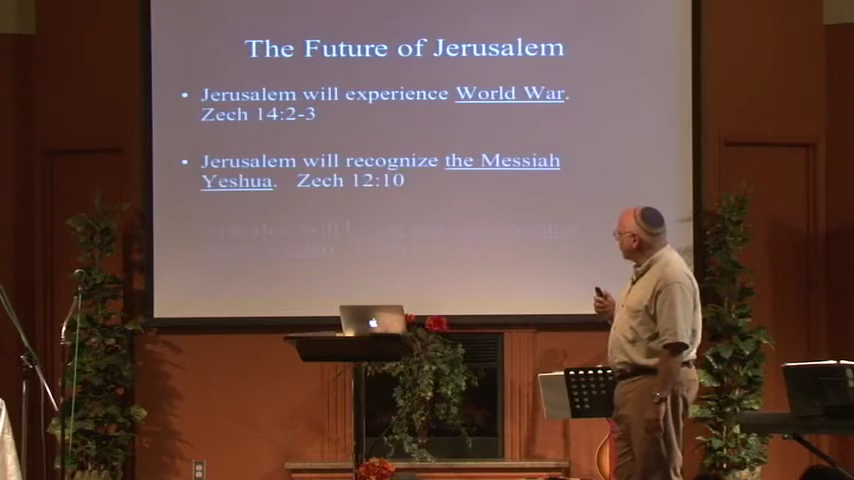 The Future of Jerusalem
• Jerusalem will experience World War.
Zech 14:2-3
• Jerusalem will recognize the Messiah
Yeshua. Zech 12:10